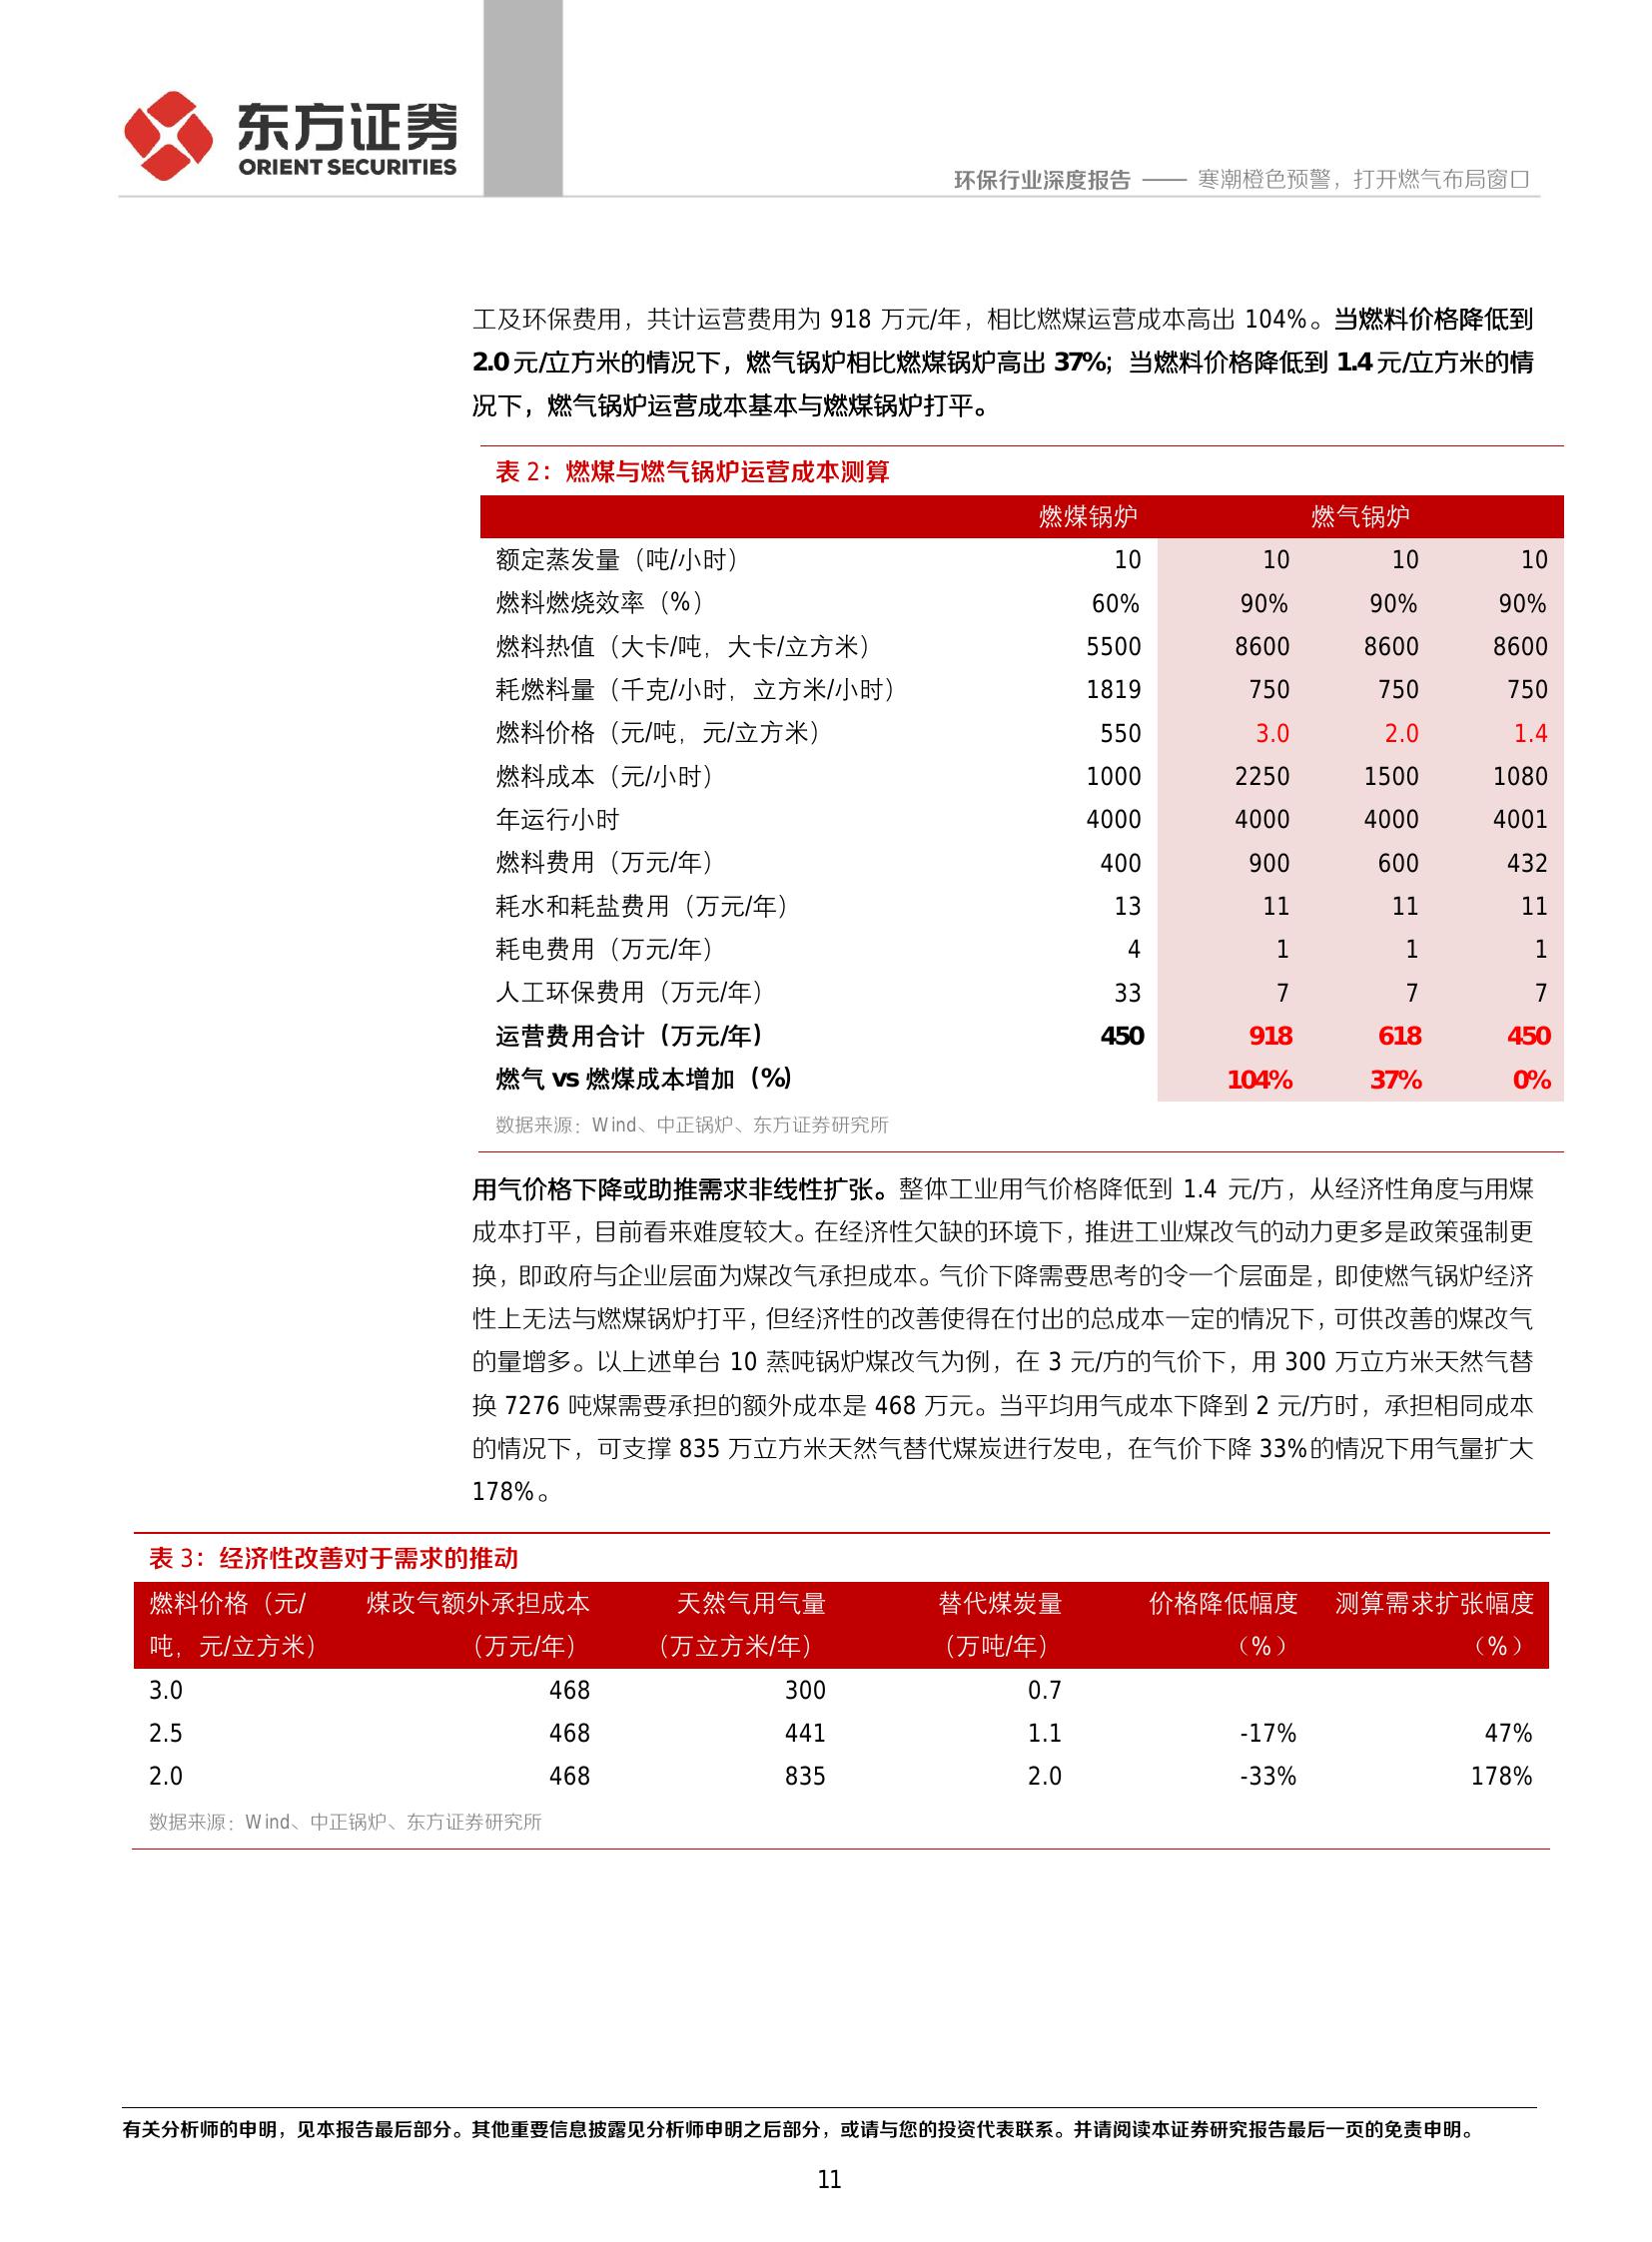 东方证券
ORIENT SECURITIES
环保行业深度报告 —— 寒潮橙色预警，打开燃气布局窗口
工及环保费用，共计运营费用为 918 万元/年，相比燃煤运营成本高出 104%。当燃料价格降低到
2.0 元/立方米的情况下，燃气锅炉相比燃煤锅炉高出 37%；当燃料价格降低到 1.4 元/立方米的情
况下，燃气锅炉运营成本基本与燃煤锅炉打平。
表 2：燃煤与燃气锅炉运营成本测算
燃煤锅炉 燃气锅炉
额定蒸发量（吨/小时） 10 10 10 10
燃料燃烧效率（%） 60% 90% 90% 90%
燃料热值（大卡/吨，大卡/立方米） 5500 8600 8600 8600
耗燃料量（千克/小时，立方米/小时） 1819 750 750 750
燃料价格（元/吨，元/立方米） 550 3.0 2.0 1.4
燃料成本（元/小时） 1000 2250 1500 1080
年运行小时 4000 4000 4000 4001
燃料费用（万元/年） 400 900 600 432
耗水和耗盐费用（万元/年） 13 11 11 11
耗电费用（万元/年） 4 1 1 1
人工环保费用（万元/年） 33 7 7 7
运营费用合计（万元/年） 450 918 618 450
燃气 vs 燃煤成本增加（%） 104% 37% 0%
数据来源：Wind、中正锅炉、东方证券研究所
用气价格下降或助推需求非线性扩张。整体工业用气价格降低到 1.4 元/方，从经济性角度与用煤
成本打平，目前看来难度较大。在经济性欠缺的环境下，推进工业煤改气的动力更多是政策强制更
换，即政府与企业层面为煤改气承担成本。气价下降需要思考的令一个层面是，即使燃气锅炉经济
性上无法与燃煤锅炉打平，但经济性的改善使得在付出的总成本一定的情况下，可供改善的煤改气
的量增多。以上述单台 10 蒸吨锅炉煤改气为例，在 3 元/方的气价下，用 300 万立方米天然气替
换 7276 吨煤需要承担的额外成本是 468 万元。当平均用气成本下降到 2 元/方时，承担相同成本
的情况下，可支撑 835 万立方米天然气替代煤炭进行发电，在气价下降 33%的情况下用气量扩大
178%。
表 3：经济性改善对于需求的推动
燃料价格（元/ 煤改气额外承担成本 天然气用气量 替代煤炭量 价格降低幅度 测算需求扩张幅度
吨，元/立方米） （万元/年） （万立方米/年） （万吨/年） （%） （%）
3.0 468 300 0.7
2.5 468 441 1.1 -17% 47%
2.0 468 835 2.0 -33% 178%
数据来源：Wind、中正锅炉、东方证券研究所
有关分析师的申明，见本报告最后部分。其他重要信息披露见分析师申明之后部分，或请与您的投资代表联系。并请阅读本证券研究报告最后一页的免责申明。
11